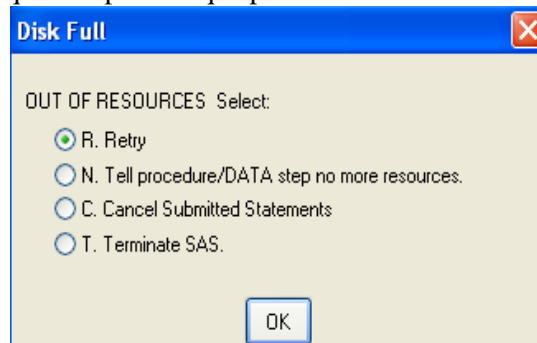 Disk Full
OUT OF RESOURCES Select:
R. Retry
N. Tell procedure/DATA step no more resources.
C. Cancel Submitted Statements
T. Terminate SAS.
OK